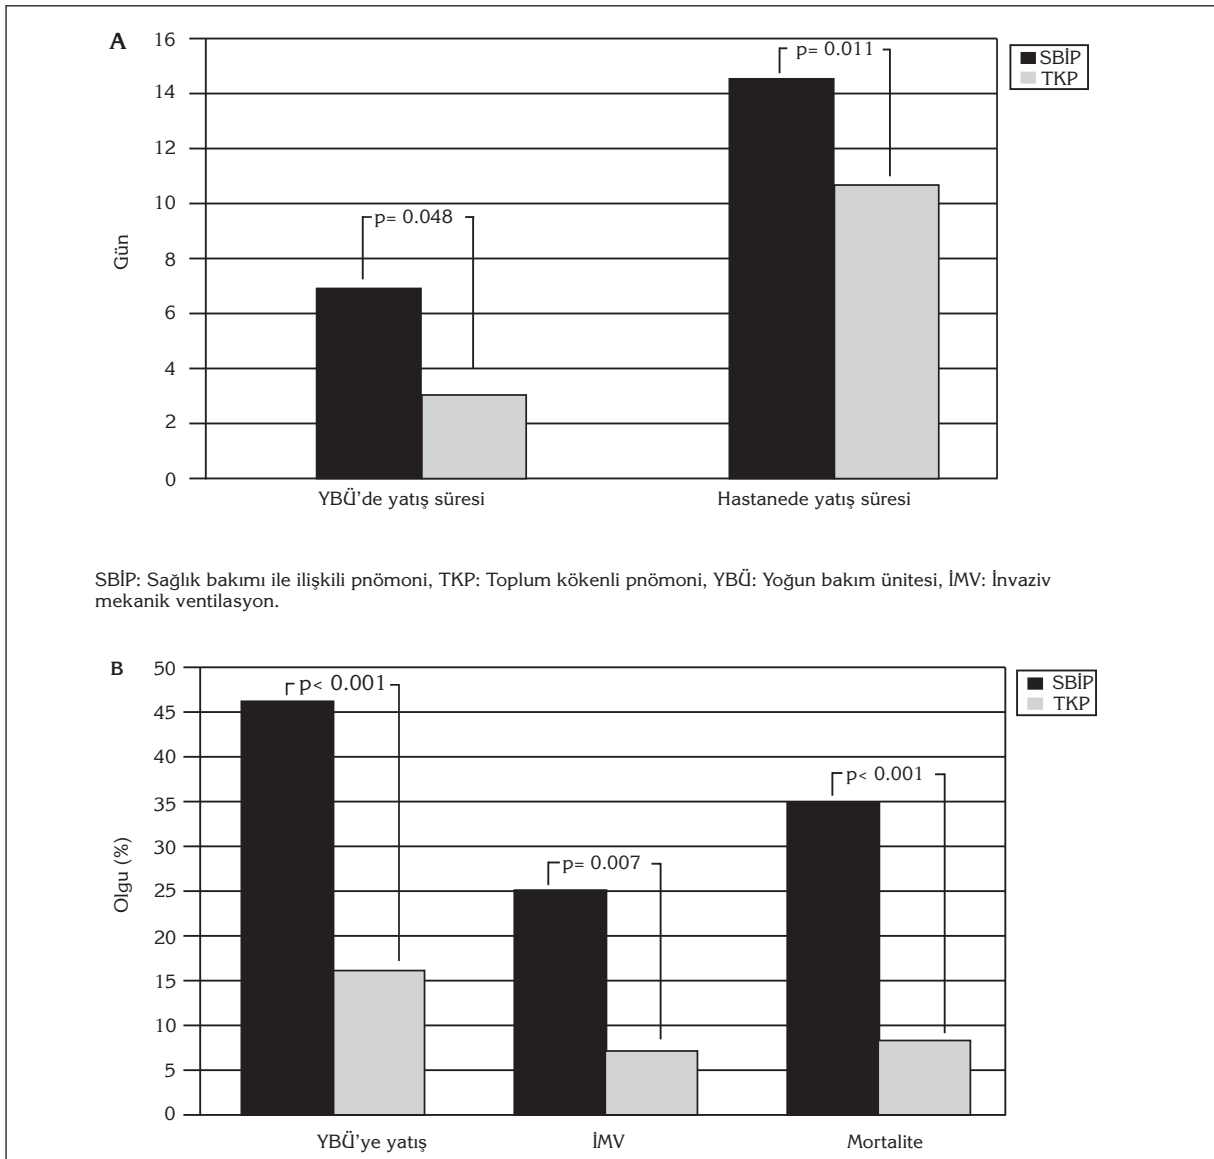 A
16
14
12
10
8
6
4
2
0
Gün
p= 0.048
p= 0.011
SBİP
TKP
YBÜ'de yatış süresi
Hastanede yatış süresi
SBİP: Sağlık bakımı ile ilişkili pnömoni, TKP: Toplum kökenli pnömoni, YBÜ: Yoğun bakım ünitesi, İMV: İnvaziv
mekanik ventilasyon.
B
50
45
40
35
30
25
20
15
10
5
0
Olgu (%)
p< 0.001
p= 0.007
p< 0.001
SBİP
TKP
YBÜ'ye yatış
İMV
Mortalite